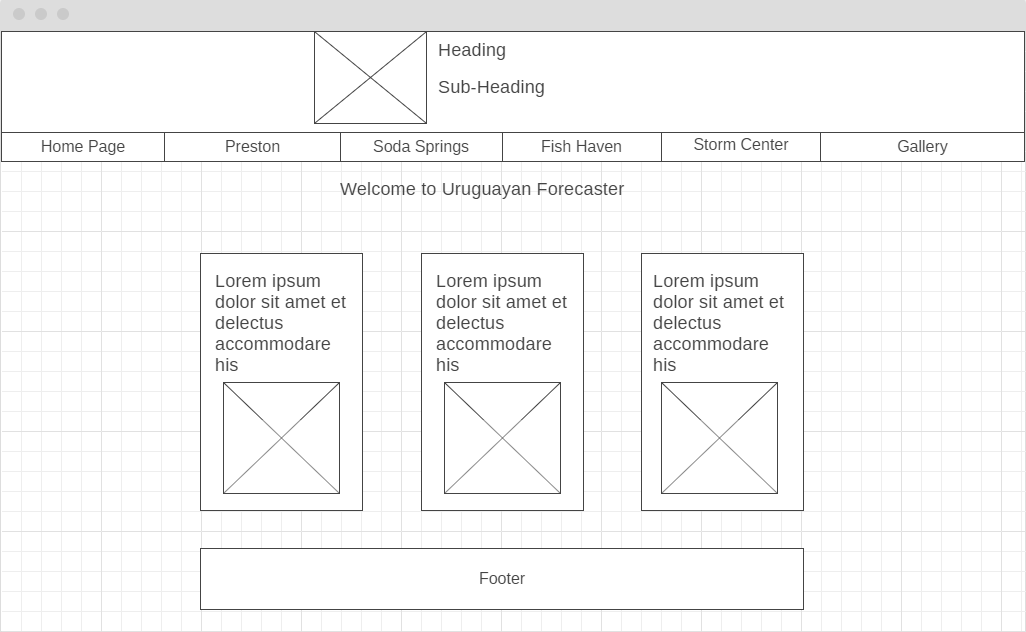 Heading
Sub-Heading
Home Page
Preston
Soda Springs
Fish Haven
Storm Center
Gallery
Welcome to Uruguayan Forecaster
Lorem ipsum
dolor sit amet et
delectus
accommodare
his
Lorem ipsum
dolor sit amet et
delectus
accommodare
his
Lorem ipsum
dolor sit amet et
delectus
accommodare
his
Footer